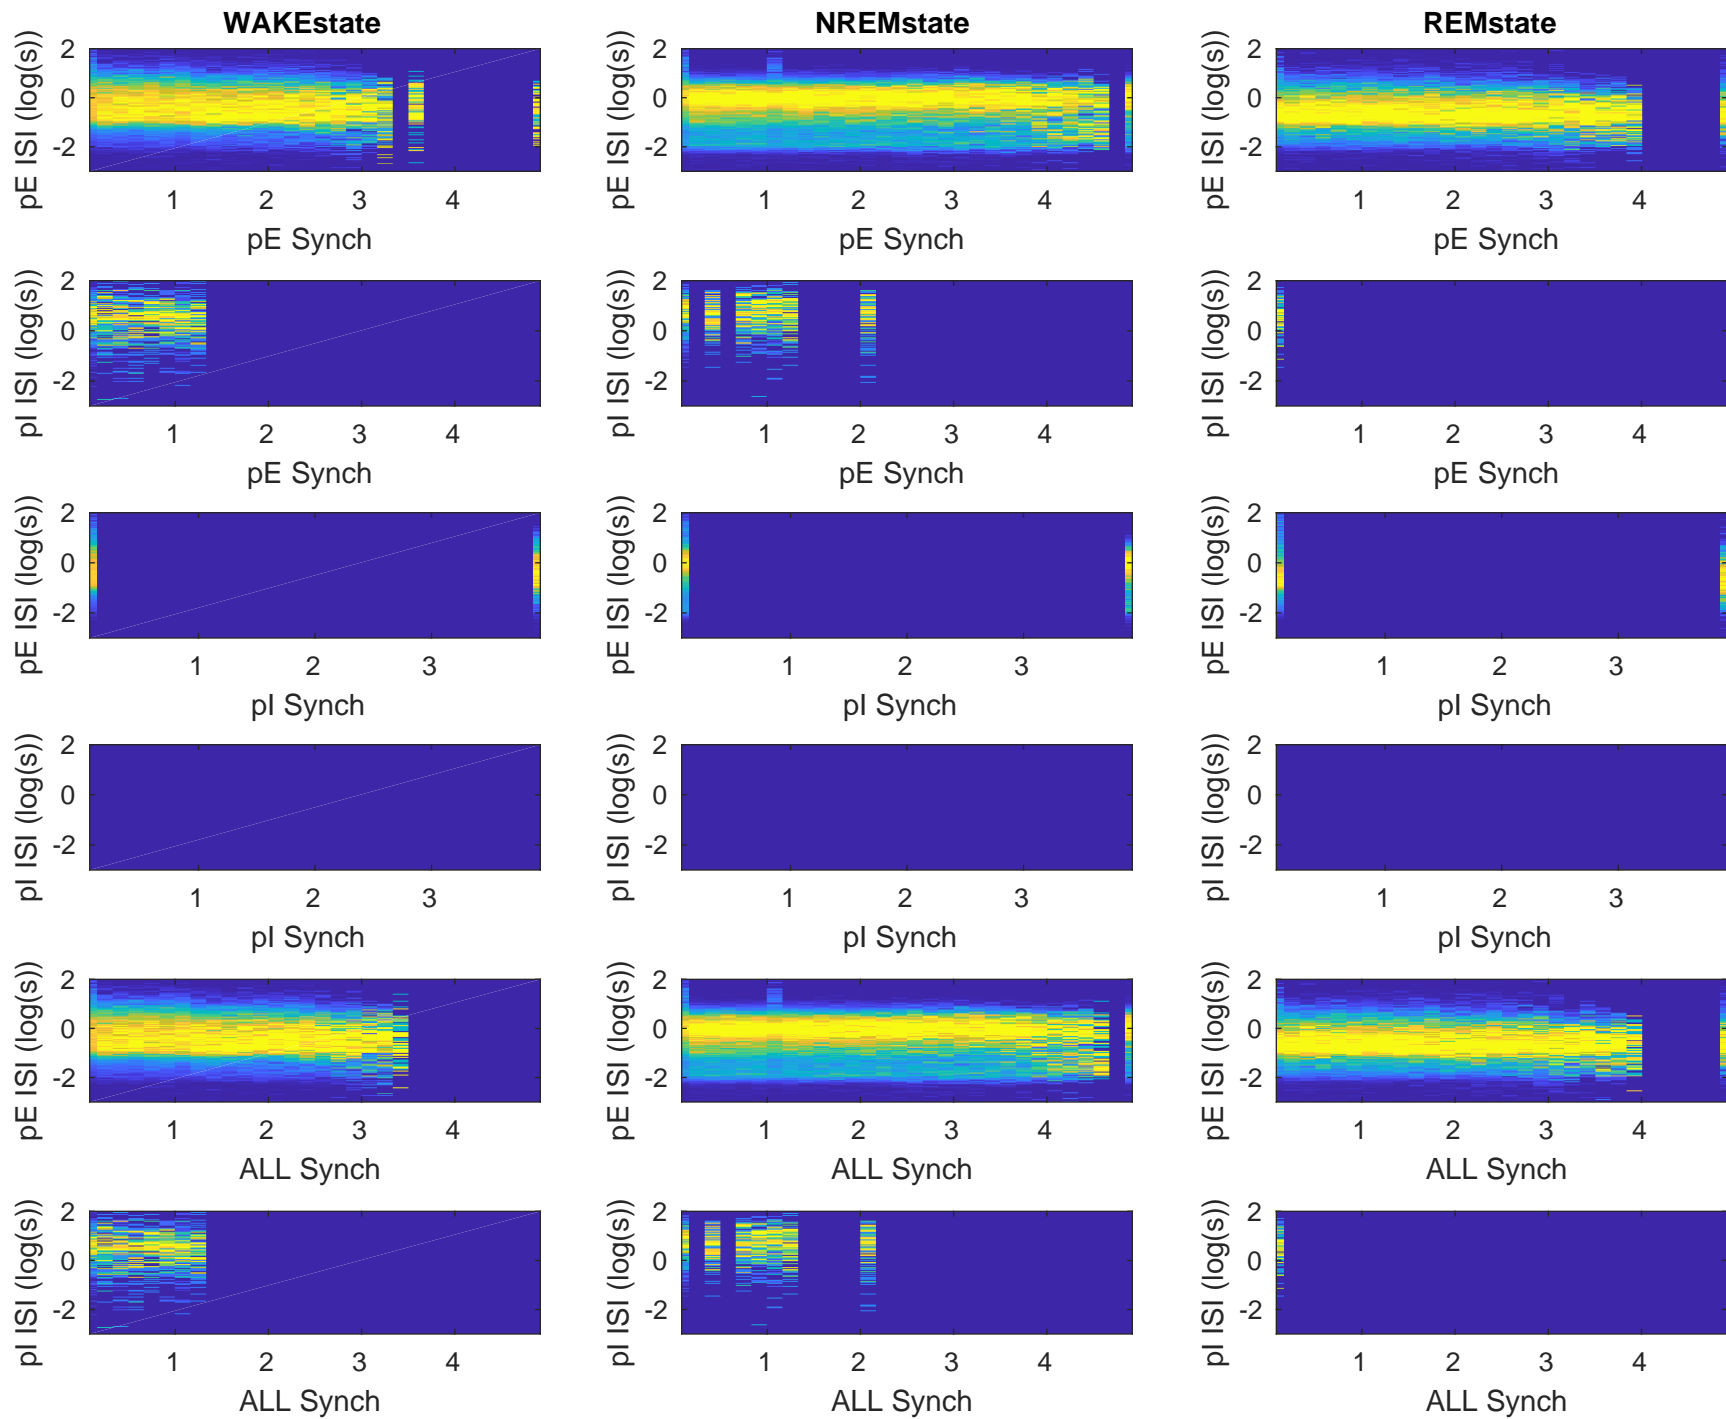 WAKEstate NREMstate REMstate
pE ISI (log(s)) 2 0 -2 pE ISI (log(s)) 2 0 -2 pE ISI (log(s)) 2 0 -2
1 2 3 4 1 2 3 4 1 2 3 4
pE Synch pE Synch pE Synch
pI ISI (log(s)) 2 0 -2 pI ISI (log(s)) 2 0 -2 pI ISI (log(s)) 2 0 -2
1 2 3 4 1 2 3 4 1 2 3 4
pE Synch pE Synch pE Synch
pE ISI (log(s)) 2 0 -2 pE ISI (log(s)) 2 0 -2 pE ISI (log(s)) 2 0 -2
1 2 3 1 2 3 1 2 3
pI Synch pI Synch pI Synch
pI ISI (log(s)) 2 0 -2 pI ISI (log(s)) 2 0 -2 pI ISI (log(s)) 2 0 -2
1 2 3 1 2 3 1 2 3
pI Synch pI Synch pI Synch
pE ISI (log(s)) 2 0 -2 pE ISI (log(s)) 2 0 -2 pE ISI (log(s)) 2 0 -2
1 2 3 4 1 2 3 4 1 2 3 4
ALL Synch ALL Synch ALL Synch
pI ISI (log(s)) 2 0 -2 pI ISI (log(s)) 2 0 -2 pI ISI (log(s)) 2 0 -2
1 2 3 4 1 2 3 4 1 2 3 4
ALL Synch ALL Synch ALL Synch